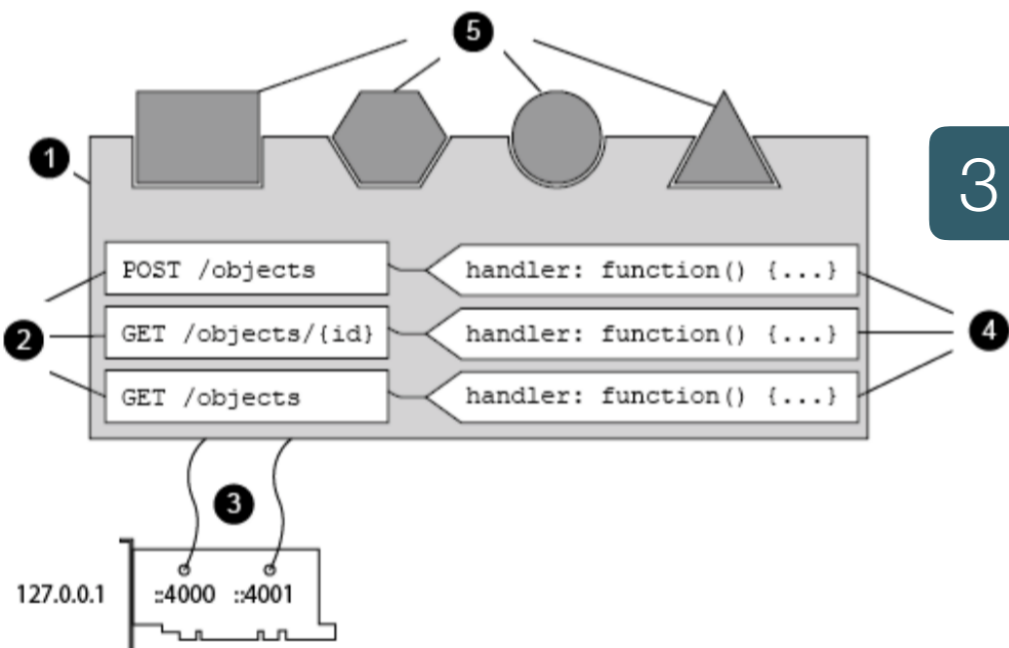 5
1
3
POST /objects
handler: function() {...}
2
GET /objects/{id}
handler: function() {...}
4
GET /objects
handler: function() {...}
3
127.0.0.1
::4000
::4001